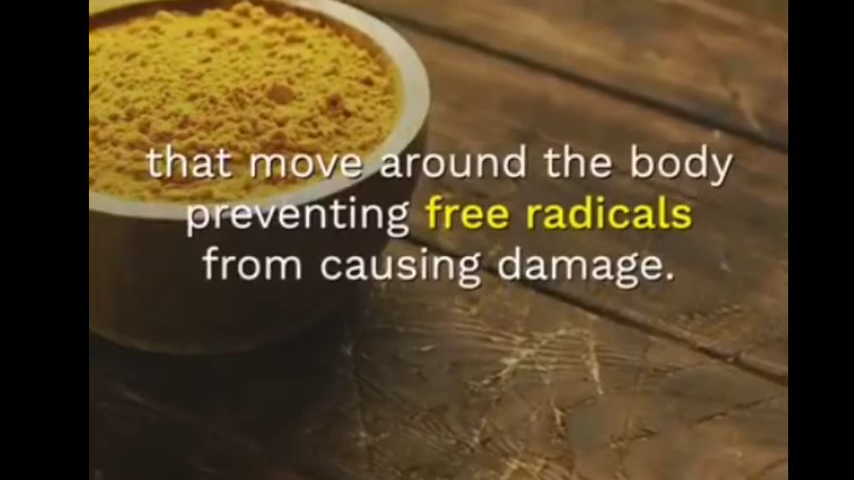 that move around the body
preventing free radicals
from causing damage.